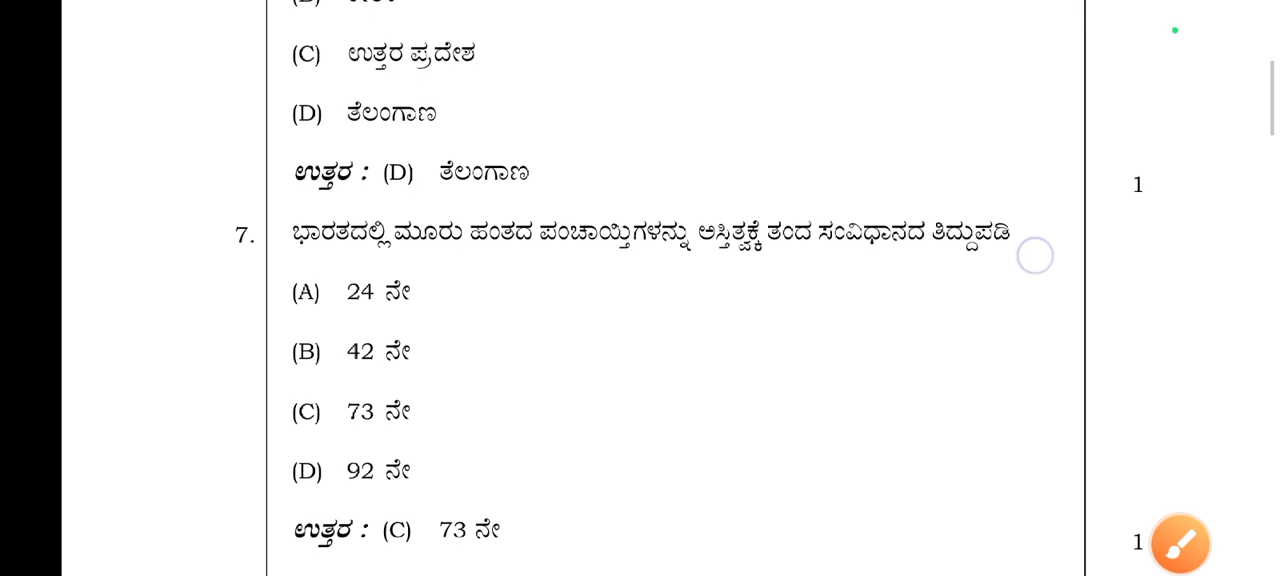 (C) ಉತ್ತರ ಪ್ರದೇಶ
(D) ತೆಲಂಗಾಣ
ಉತ್ತರ : (D) ತೆಲಂಗಾಣ
1
7. ಭಾರತದಲ್ಲಿ ಮೂರು ಹಂತದ ಪಂಚಾಯ್ತಿಗಳನ್ನು ಅಸ್ತಿತ್ವಕ್ಕೆ ತಂದ ಸಂವಿಧಾನದ ತಿದ್ದುಪಡಿ
(A) 24 ನೇ
(B) 42 ನೇ
(C) 73 ನೇ
(D) 92 ನೇ
ಉತ್ತರ : (C) 73 ನೇ
1